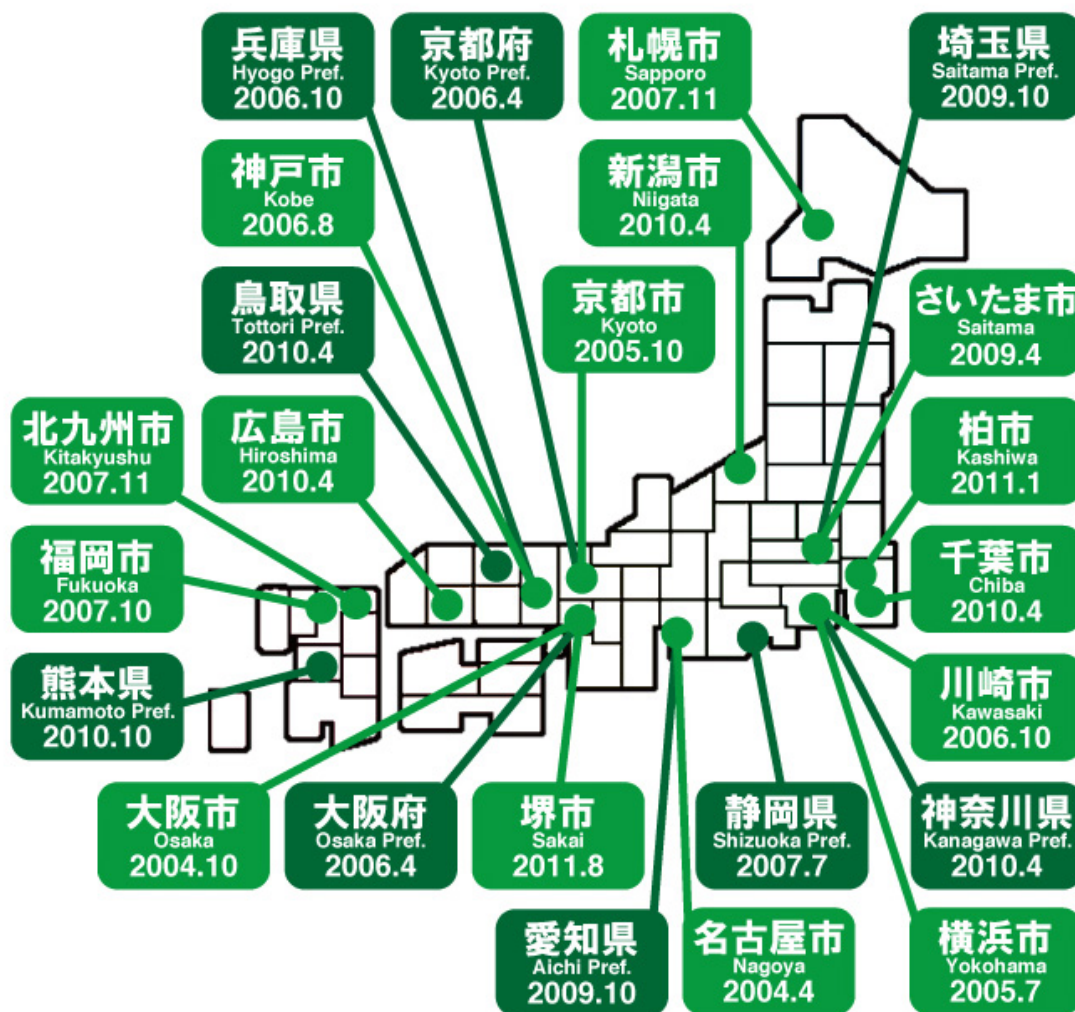 兵庫県
Hyogo Pref.
2006.10
京都府
Kyoto Pref.
2006.4
札幌市
Sapporo
2007.11
埼玉県
Saitama Pref.
2009.10
神戸市
Kobe
2006.8
新潟市
Niigata
2010.4
鳥取県
Tottori Pref.
2010.4
京都市
Kyoto
2005.10
さいたま市
Saitama
2009.4
北九州市
Kitakyushu
2007.11
広島市
Hiroshima
2010.4
柏市
Kashiwa
2011.1
福岡市
Fukuoka
2007.10
千葉市
Chiba
2010.4
熊本県
Kumamoto Pref.
2010.10
川崎市
Kawasaki
2006.10
大阪市
Osaka
2004.10
大阪府
Osaka Pref.
2006.4
堺市
Sakai
2011.8
静岡県
Shizuoka Pref.
2007.7
神奈川県
Kanagawa Pref.
2010.4
愛知県
Aichi Pref.
2009.10
名古屋市
Nagoya
2004.4
横浜市
Yokohama
2005.7